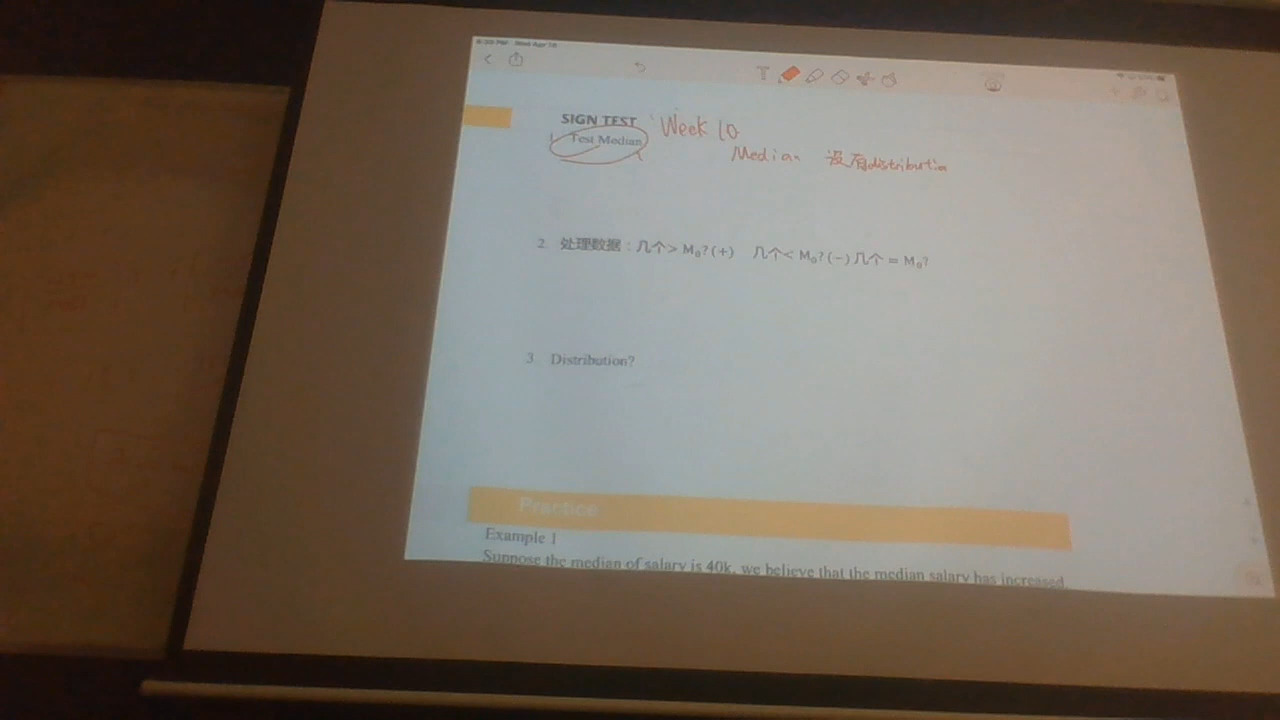 Wed Apr
SIGN TEST Week 10
1 Test Median
Median 没有distribution
2 处理数据：几个> M₀? (+) 几个< M₀? (−) 几个 = M₀?
3 Distribution?
Practice
Example 1
Suppose the median of salary is 40k, we believe that the median salary has increased